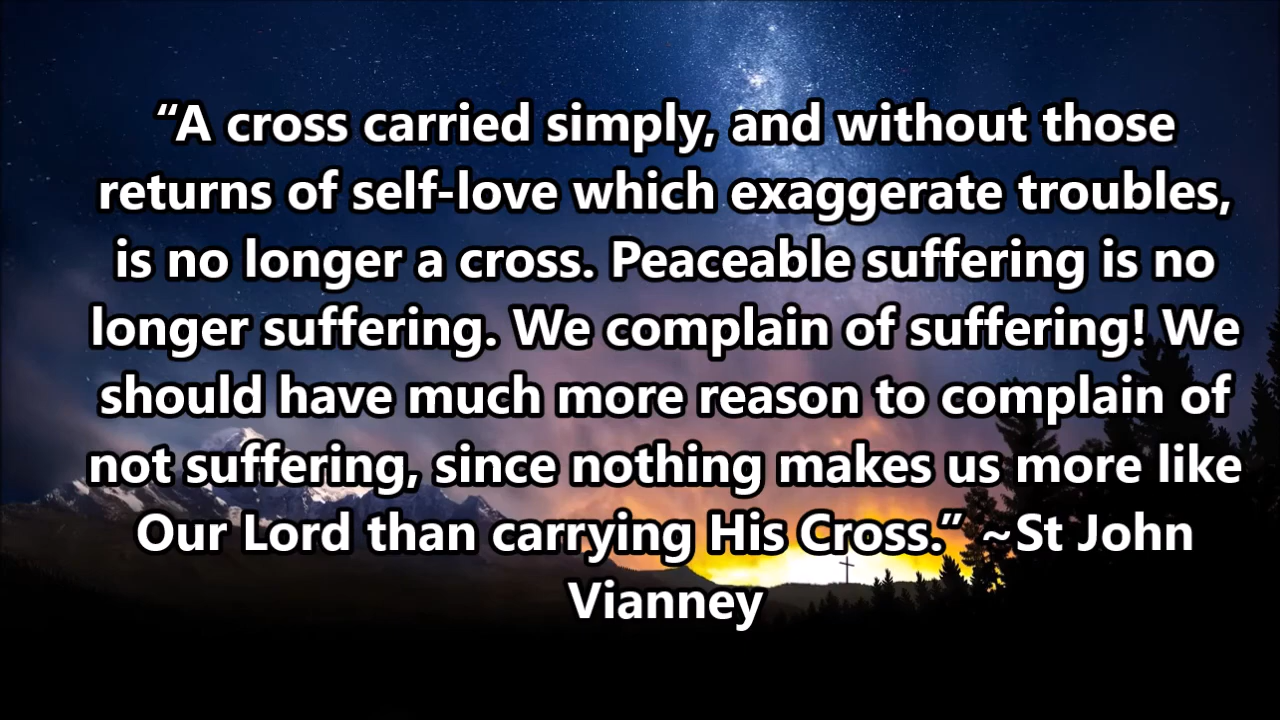 “A cross carried simply, and without those
returns of self-love which exaggerate troubles,
is no longer a cross. Peaceable suffering is no
longer suffering. We complain of suffering! We
should have much more reason to complain of
not suffering, since nothing makes us more like
Our Lord than carrying His Cross.” ~St John
Vianney